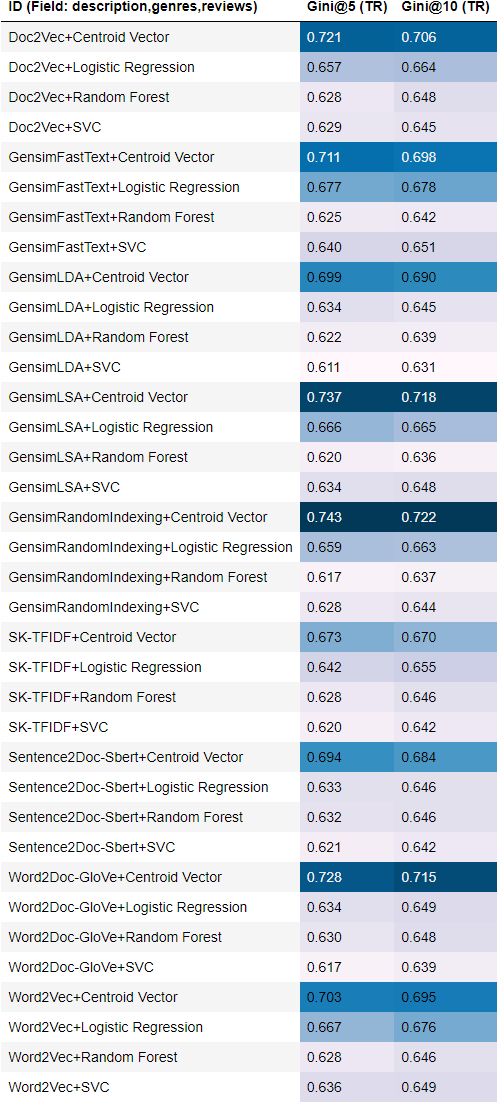 ID (Field: description,genres,reviews) Gini@5 (TR) Gini@10 (TR)
Doc2Vec+Centroid Vector 0.721 0.706
Doc2Vec+Logistic Regression 0.657 0.664
Doc2Vec+Random Forest 0.628 0.648
Doc2Vec+SVC 0.629 0.645
GensimFastText+Centroid Vector 0.711 0.698
GensimFastText+Logistic Regression 0.677 0.678
GensimFastText+Random Forest 0.625 0.642
GensimFastText+SVC 0.640 0.651
GensimLDA+Centroid Vector 0.699 0.690
GensimLDA+Logistic Regression 0.634 0.645
GensimLDA+Random Forest 0.622 0.639
GensimLDA+SVC 0.611 0.631
GensimLSA+Centroid Vector 0.737 0.718
GensimLSA+Logistic Regression 0.666 0.665
GensimLSA+Random Forest 0.620 0.636
GensimLSA+SVC 0.634 0.648
GensimRandomIndexing+Centroid Vector 0.743 0.722
GensimRandomIndexing+Logistic Regression 0.659 0.663
GensimRandomIndexing+Random Forest 0.617 0.637
GensimRandomIndexing+SVC 0.628 0.644
SK-TFIDF+Centroid Vector 0.673 0.670
SK-TFIDF+Logistic Regression 0.642 0.655
SK-TFIDF+Random Forest 0.628 0.646
SK-TFIDF+SVC 0.620 0.642
Sentence2Doc-Sbert+Centroid Vector 0.694 0.684
Sentence2Doc-Sbert+Logistic Regression 0.633 0.646
Sentence2Doc-Sbert+Random Forest 0.632 0.646
Sentence2Doc-Sbert+SVC 0.621 0.642
Word2Doc-GloVe+Centroid Vector 0.728 0.715
Word2Doc-GloVe+Logistic Regression 0.634 0.649
Word2Doc-GloVe+Random Forest 0.630 0.648
Word2Doc-GloVe+SVC 0.617 0.639
Word2Vec+Centroid Vector 0.703 0.695
Word2Vec+Logistic Regression 0.667 0.676
Word2Vec+Random Forest 0.628 0.646
Word2Vec+SVC 0.636 0.649